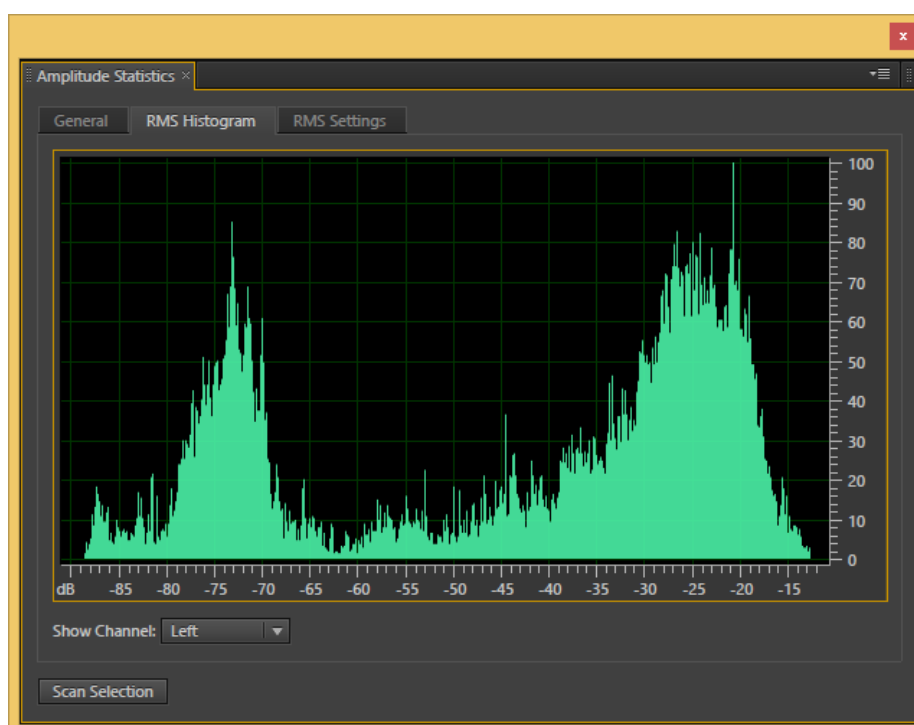 x
Amplitude Statistics ×
General RMS Histogram RMS Settings
100
90
80
70
60
50
40
30
20
10
0
dB -85 -80 -75 -70 -65 -60 -55 -50 -45 -40 -35 -30 -25 -20 -15
Show Channel: Left
Scan Selection